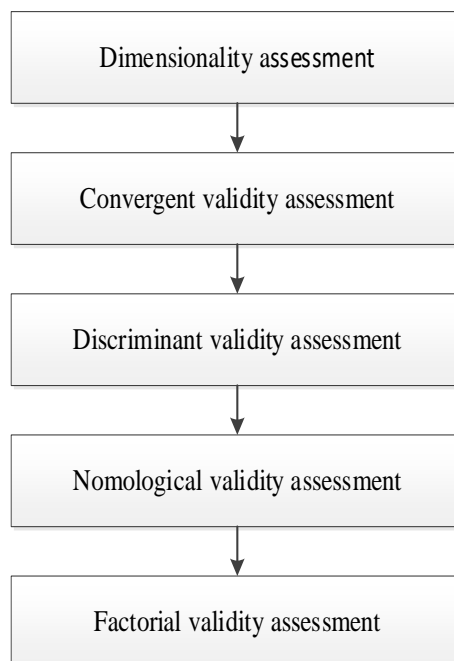 Dimensionality assessment
Convergent validity assessment
Discriminant validity assessment
Nomological validity assessment
Factorial validity assessment